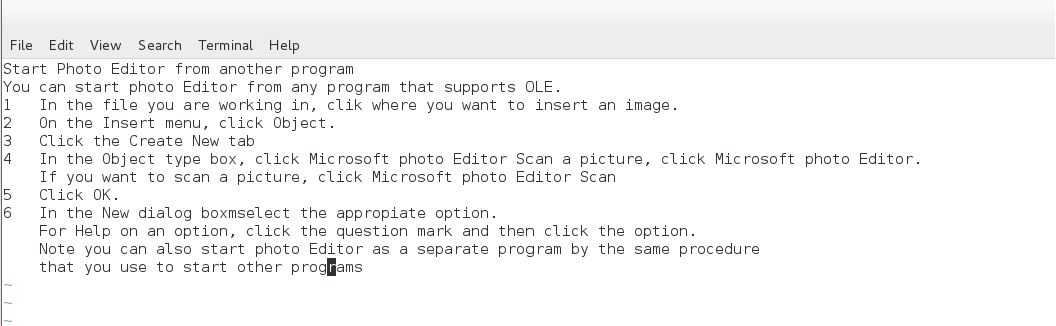 File Edit View Search Terminal Help
Start Photo Editor from another program
You can start photo Editor from any program that supports OLE.
1 In the file you are working in, clik where you want to insert an image.
2 On the Insert menu, click Object.
3 Click the Create New tab
4 In the Object type box, click Microsoft photo Editor Scan a picture, click Microsoft photo Editor.
If you want to scan a picture, click Microsoft photo Editor Scan
5 Click OK.
6 In the New dialog boxmselect the appropiate option.
For Help on an option, click the question mark and then click the option.
Note you can also start photo Editor as a separate program by the same procedure
that you use to start other programs
~
~
~